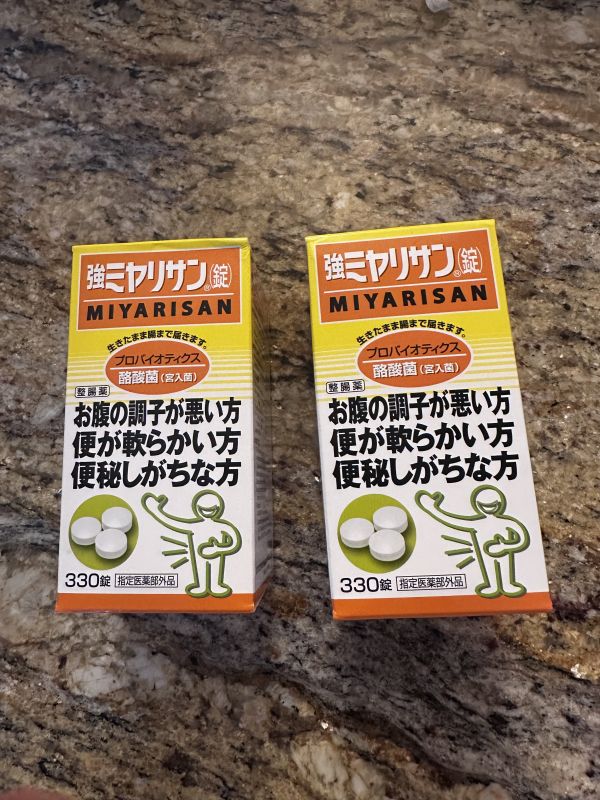 強ミヤリサン®(錠)
MIYARISAN
生きたまま腸まで届きます。
プロバイオティクス
酪酸菌(宮入菌)
整腸薬
お腹の調子が悪い方
便が軟らかい方
便秘しがちな方
330錠 指定医薬部外品
強ミヤリサン®(錠)
MIYARISAN
生きたまま腸まで届きます。
プロバイオティクス
酪酸菌(宮入菌)
整腸薬
お腹の調子が悪い方
便が軟らかい方
便秘しがちな方
330錠 指定医薬部外品